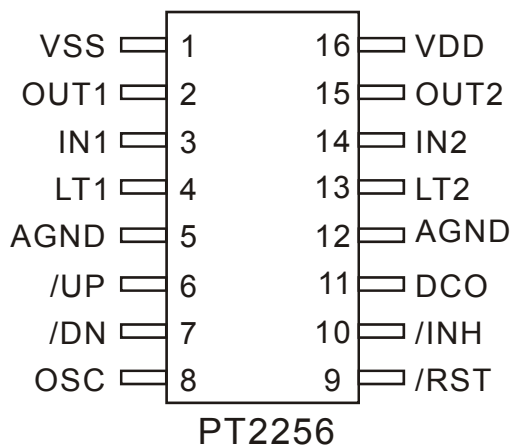 VSS 1 16 VDD
OUT1 2 15 OUT2
IN1 3 14 IN2
LT1 4 13 LT2
AGND 5 12 AGND
/UP 6 11 DCO
/DN 7 10 /INH
OSC 8 9 /RST
PT2256